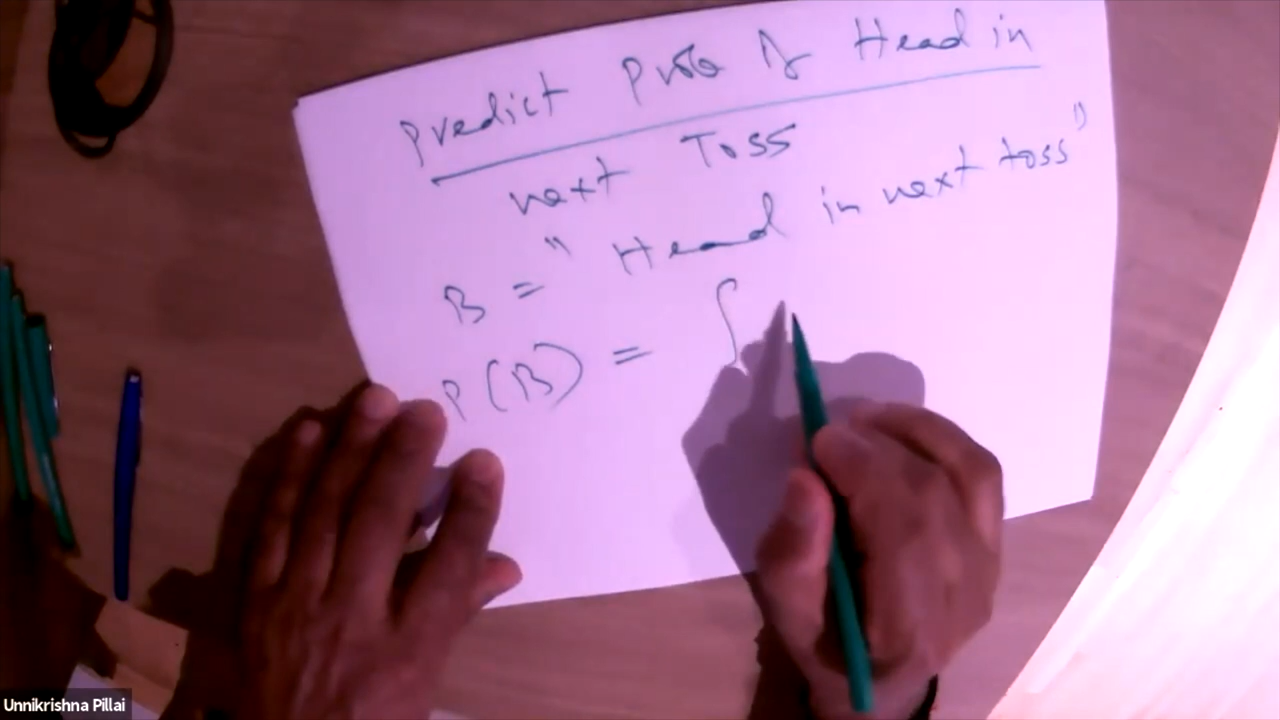 Predict Prob of Head in
next Toss
B = "Head in next toss"
P(B) = ∫
Unnikrishna Pillai